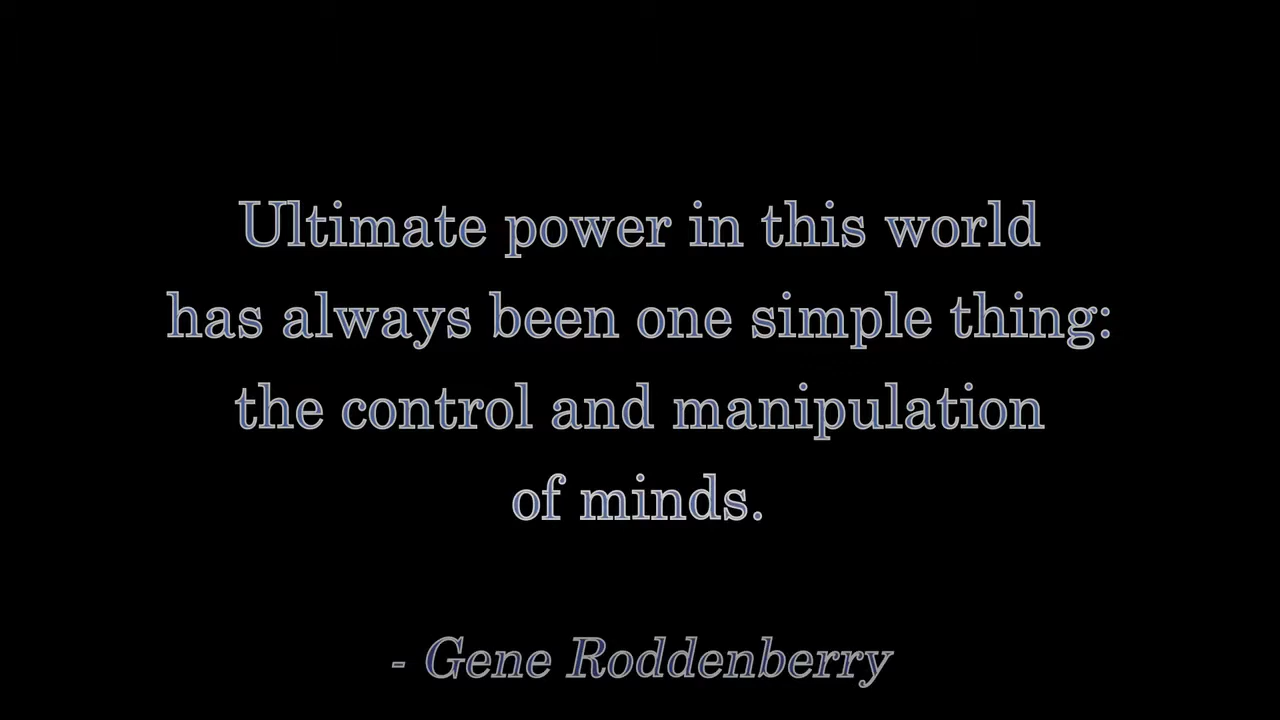 Ultimate power in this world
has always been one simple thing:
the control and manipulation
of minds.
- Gene Roddenberry